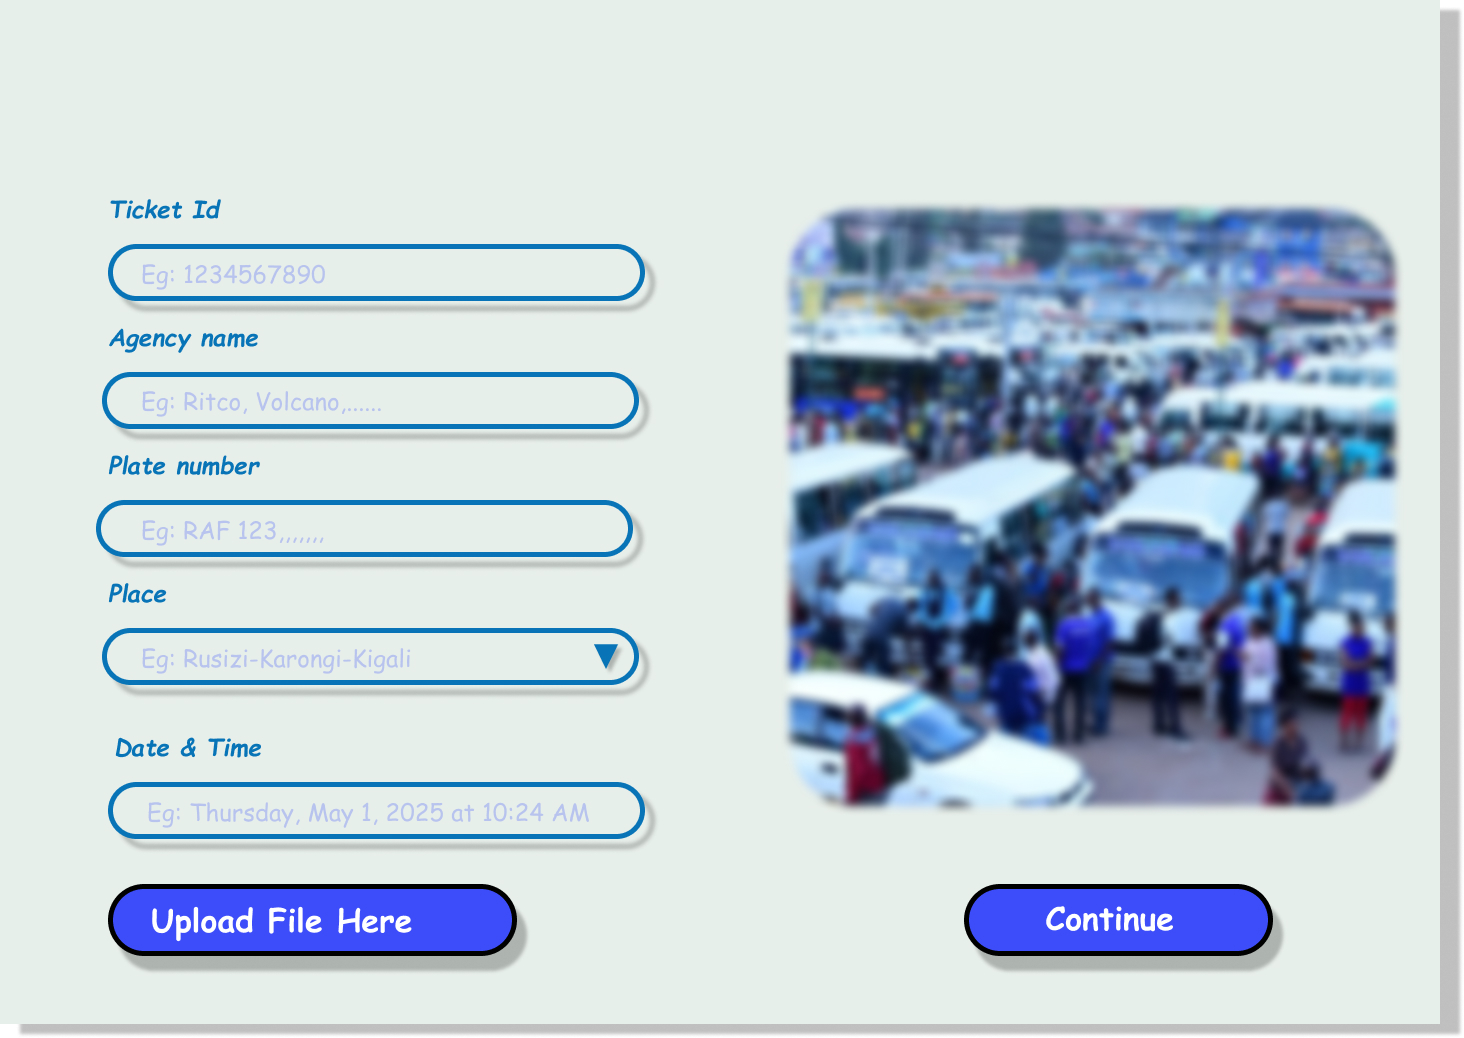 Ticket Id
Eg: 1234567890
Agency name
Eg: Ritco, Volcano,......
Plate number
Eg: RAF 123,,,,,,,
Place
Eg: Rusizi-Karongi-Kigali
Date & Time
Eg: Thursday, May 1, 2025 at 10:24 AM
Upload File Here
Continue